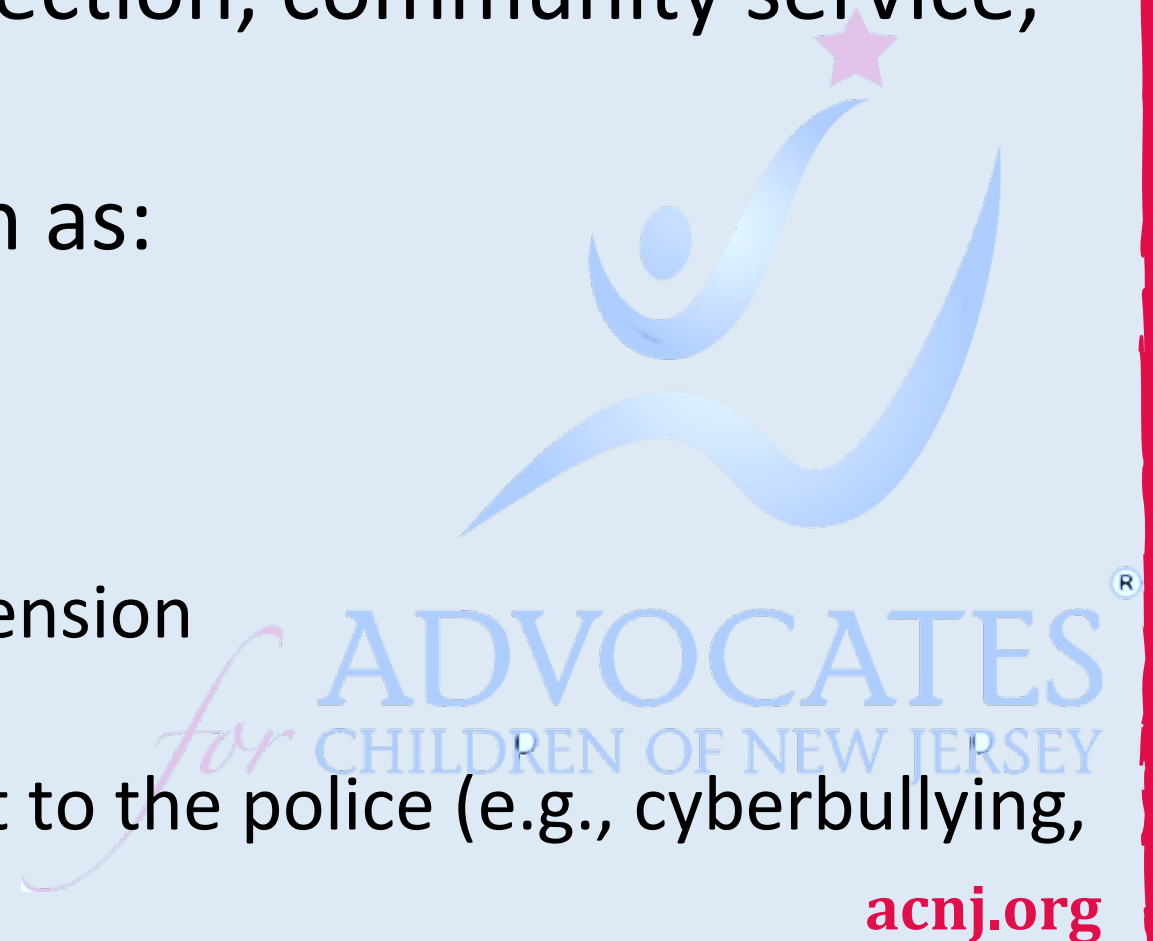 ection, community service,
n as:
ension
®
ADVOCATES
for CHILDREN OF NEW JERSEY
t to the police (e.g., cyberbullying,
acnj.org